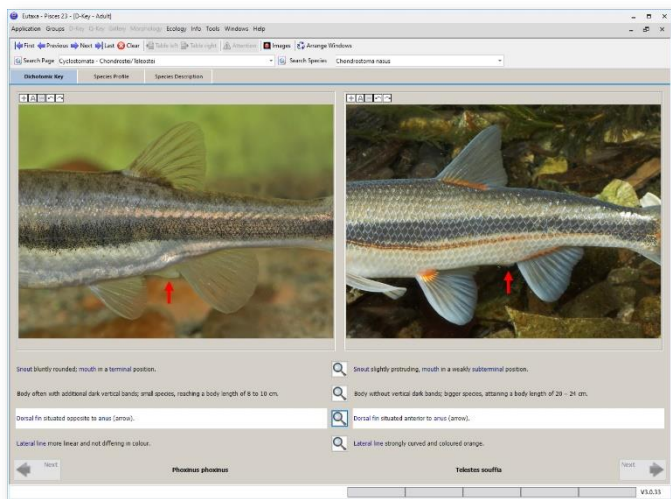 Eutaxa - Pisces 23 - [D-Key - Adult]
Application Groups D-Key G-Key Gallery Morphology Ecology Info Tools Windows Help
First Previous Next Last Clear Table left Table right Attention Images Arrange Windows
Search Page Cyclostomata - Chondrostei/Teleostei Search Species Chondrostoma nasus
Dichotomic Key Species Profile Species Description
Snout bluntly rounded; mouth in a terminal position. Snout slightly protruding, mouth in a weakly subterminal position.
Body often with additional dark vertical bands; small species, reaching a body length of 6 to 10 cm. Body without vertical dark bands; bigger species, attaining a body length of 20 – 24 cm.
Dorsal fin situated opposite to anus (arrow). Dorsal fin situated anterior to anus (arrow).
Lateral line more linear and not differing in colour. Lateral line strongly curved and coloured orange.
Next Phoxinus phoxinus Telestes souffia Next
V3.0.33